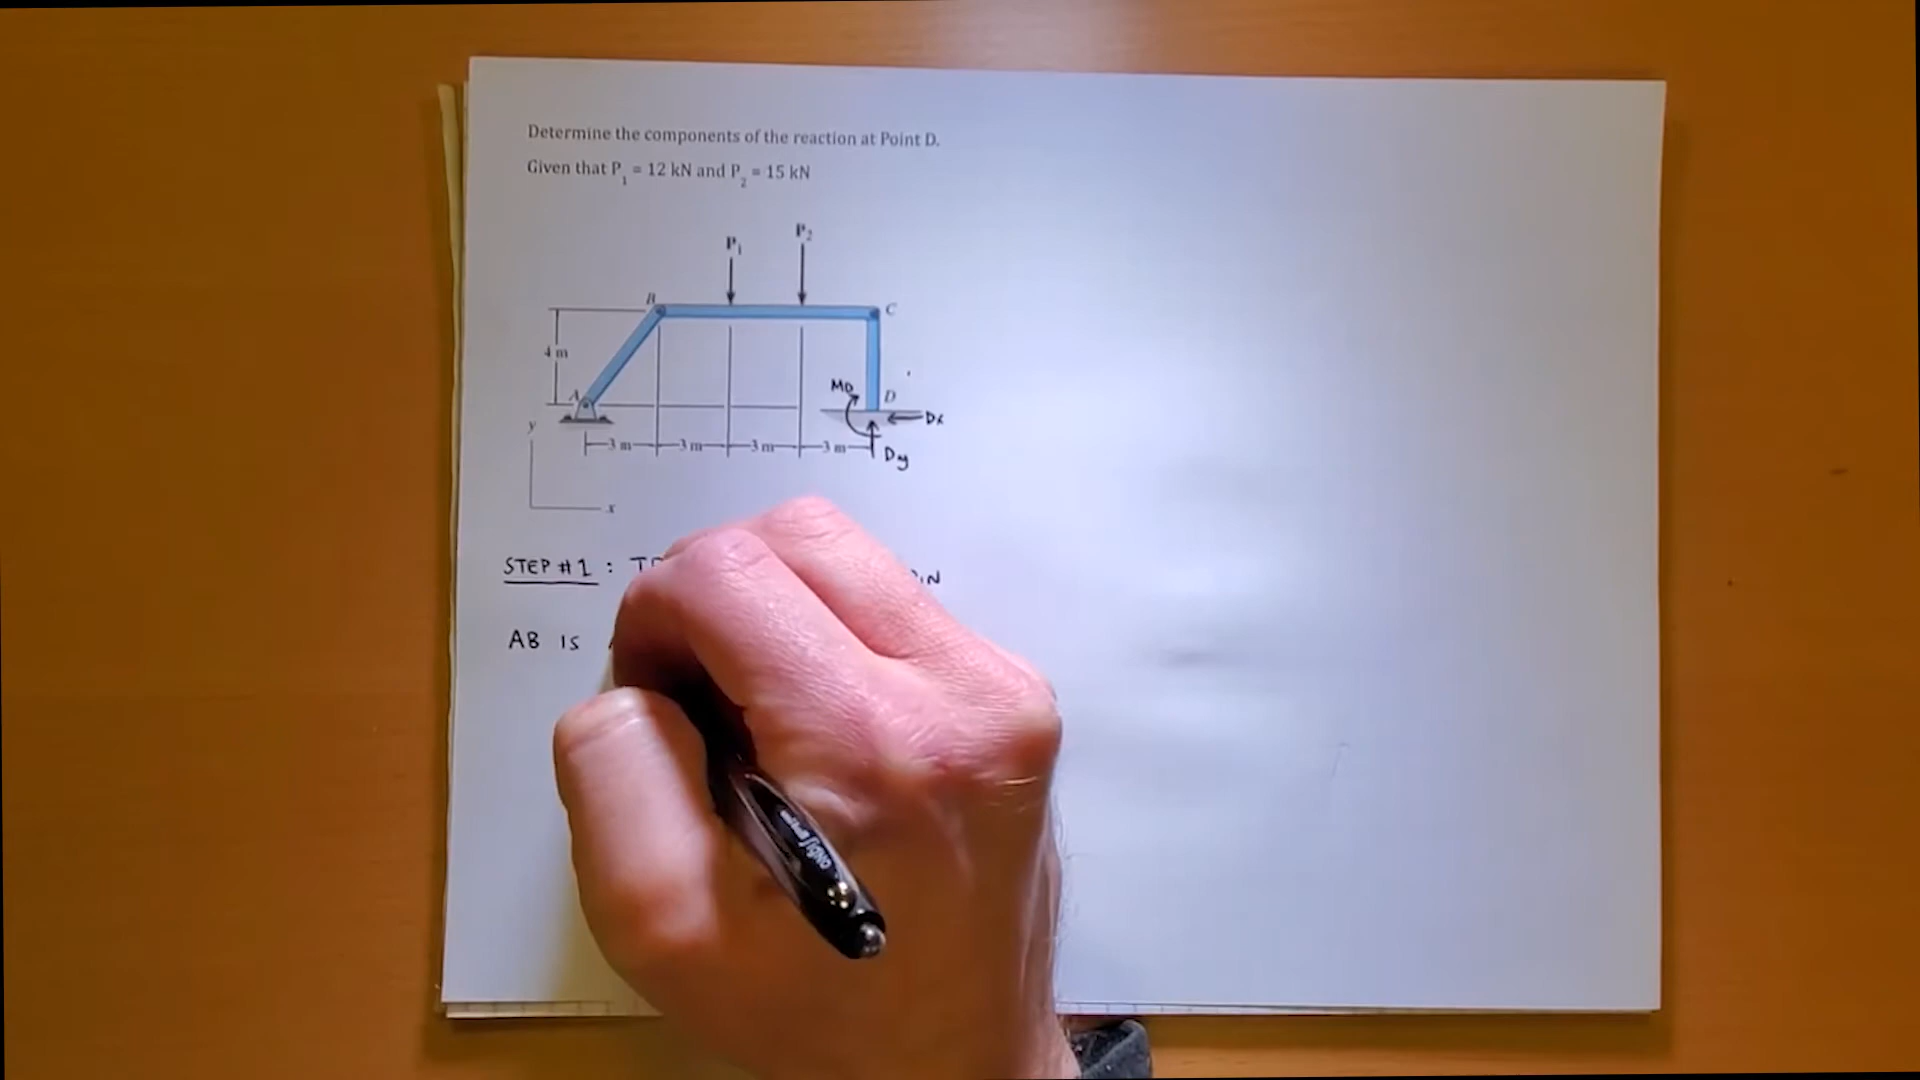 Determine the components of the reaction at Point D.
Given that P1 = 12 kN and P2 = 15 kN
P1
P2
B
C
4 m
A
MD
D
Dx
y
3 m
3 m
3 m
3 m
Dy
x
STEP #1 :
AB IS
signo